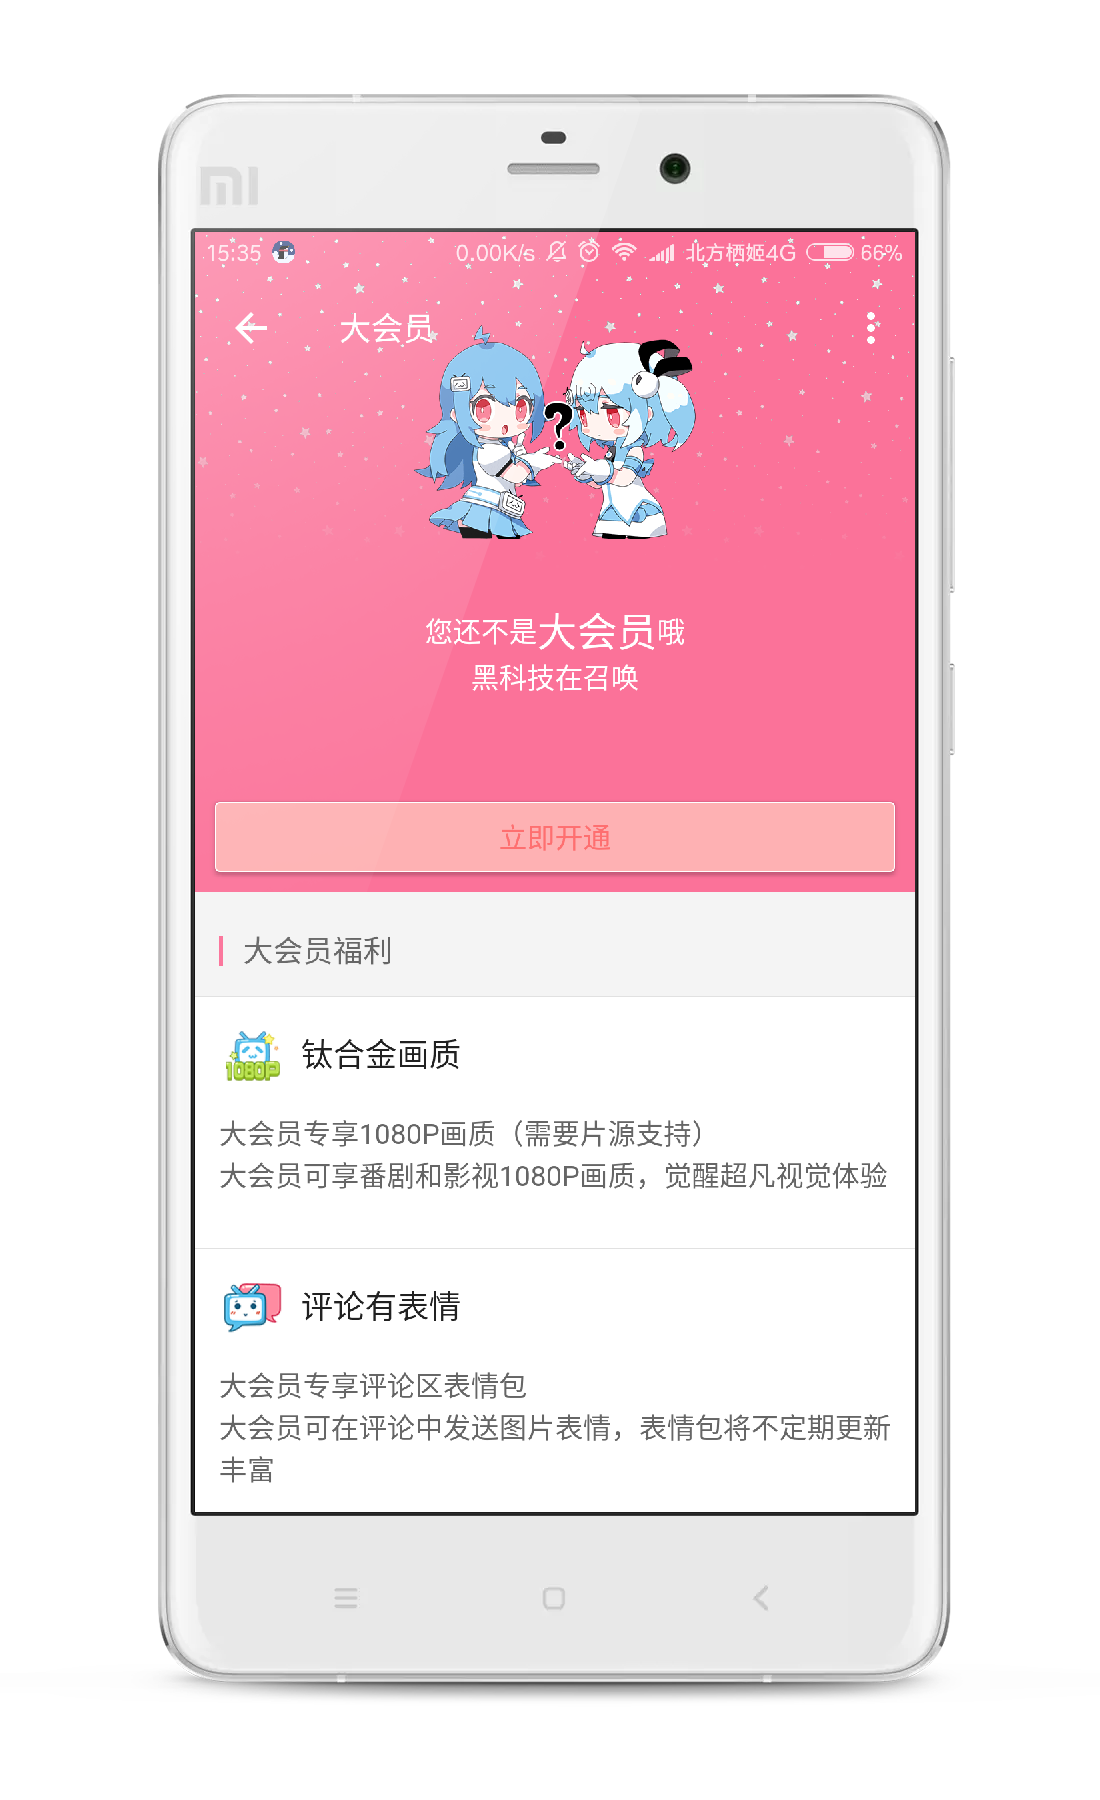 MI
15:35 0.00K/s 北方栖姬4G 66%
大会员
?
您还不是大会员哦
黑科技在召唤
立即开通
大会员福利
1080P
钛合金画质
大会员专享1080P画质（需要片源支持）
大会员可享番剧和影视1080P画质，觉醒超凡视觉体验
评论有表情
大会员专享评论区表情包
大会员可在评论中发送图片表情，表情包将不定期更新
丰富